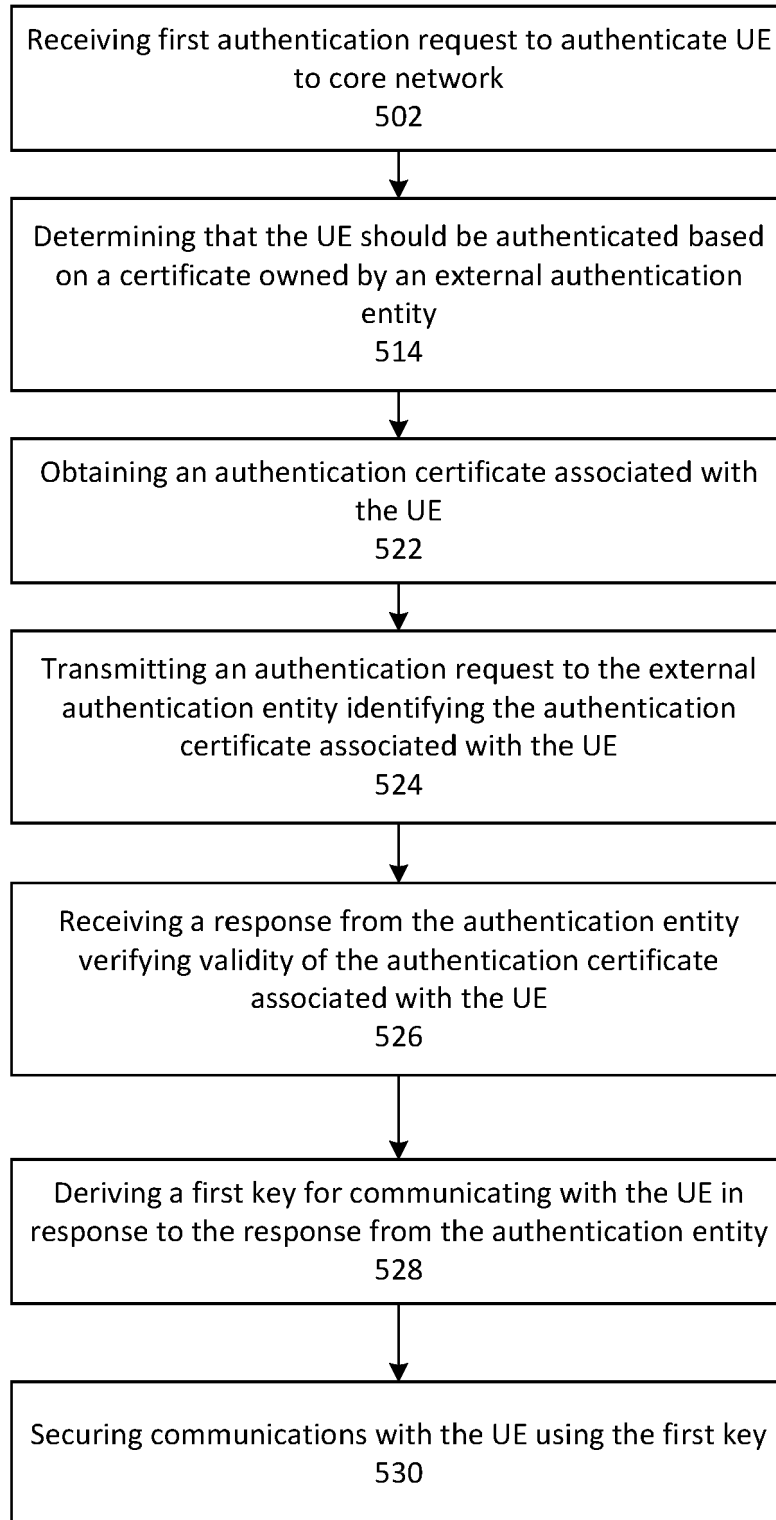 Receiving first authentication request to authenticate UE
to core network
502
Determining that the UE should be authenticated based
on a certificate owned by an external authentication
entity
514
Obtaining an authentication certificate associated with
the UE
522
Transmitting an authentication request to the external
authentication entity identifying the authentication
certificate associated with the UE
524
Receiving a response from the authentication entity
verifying validity of the authentication certificate
associated with the UE
526
Deriving a first key for communicating with the UE in
response to the response from the authentication entity
528
Securing communications with the UE using the first key
530